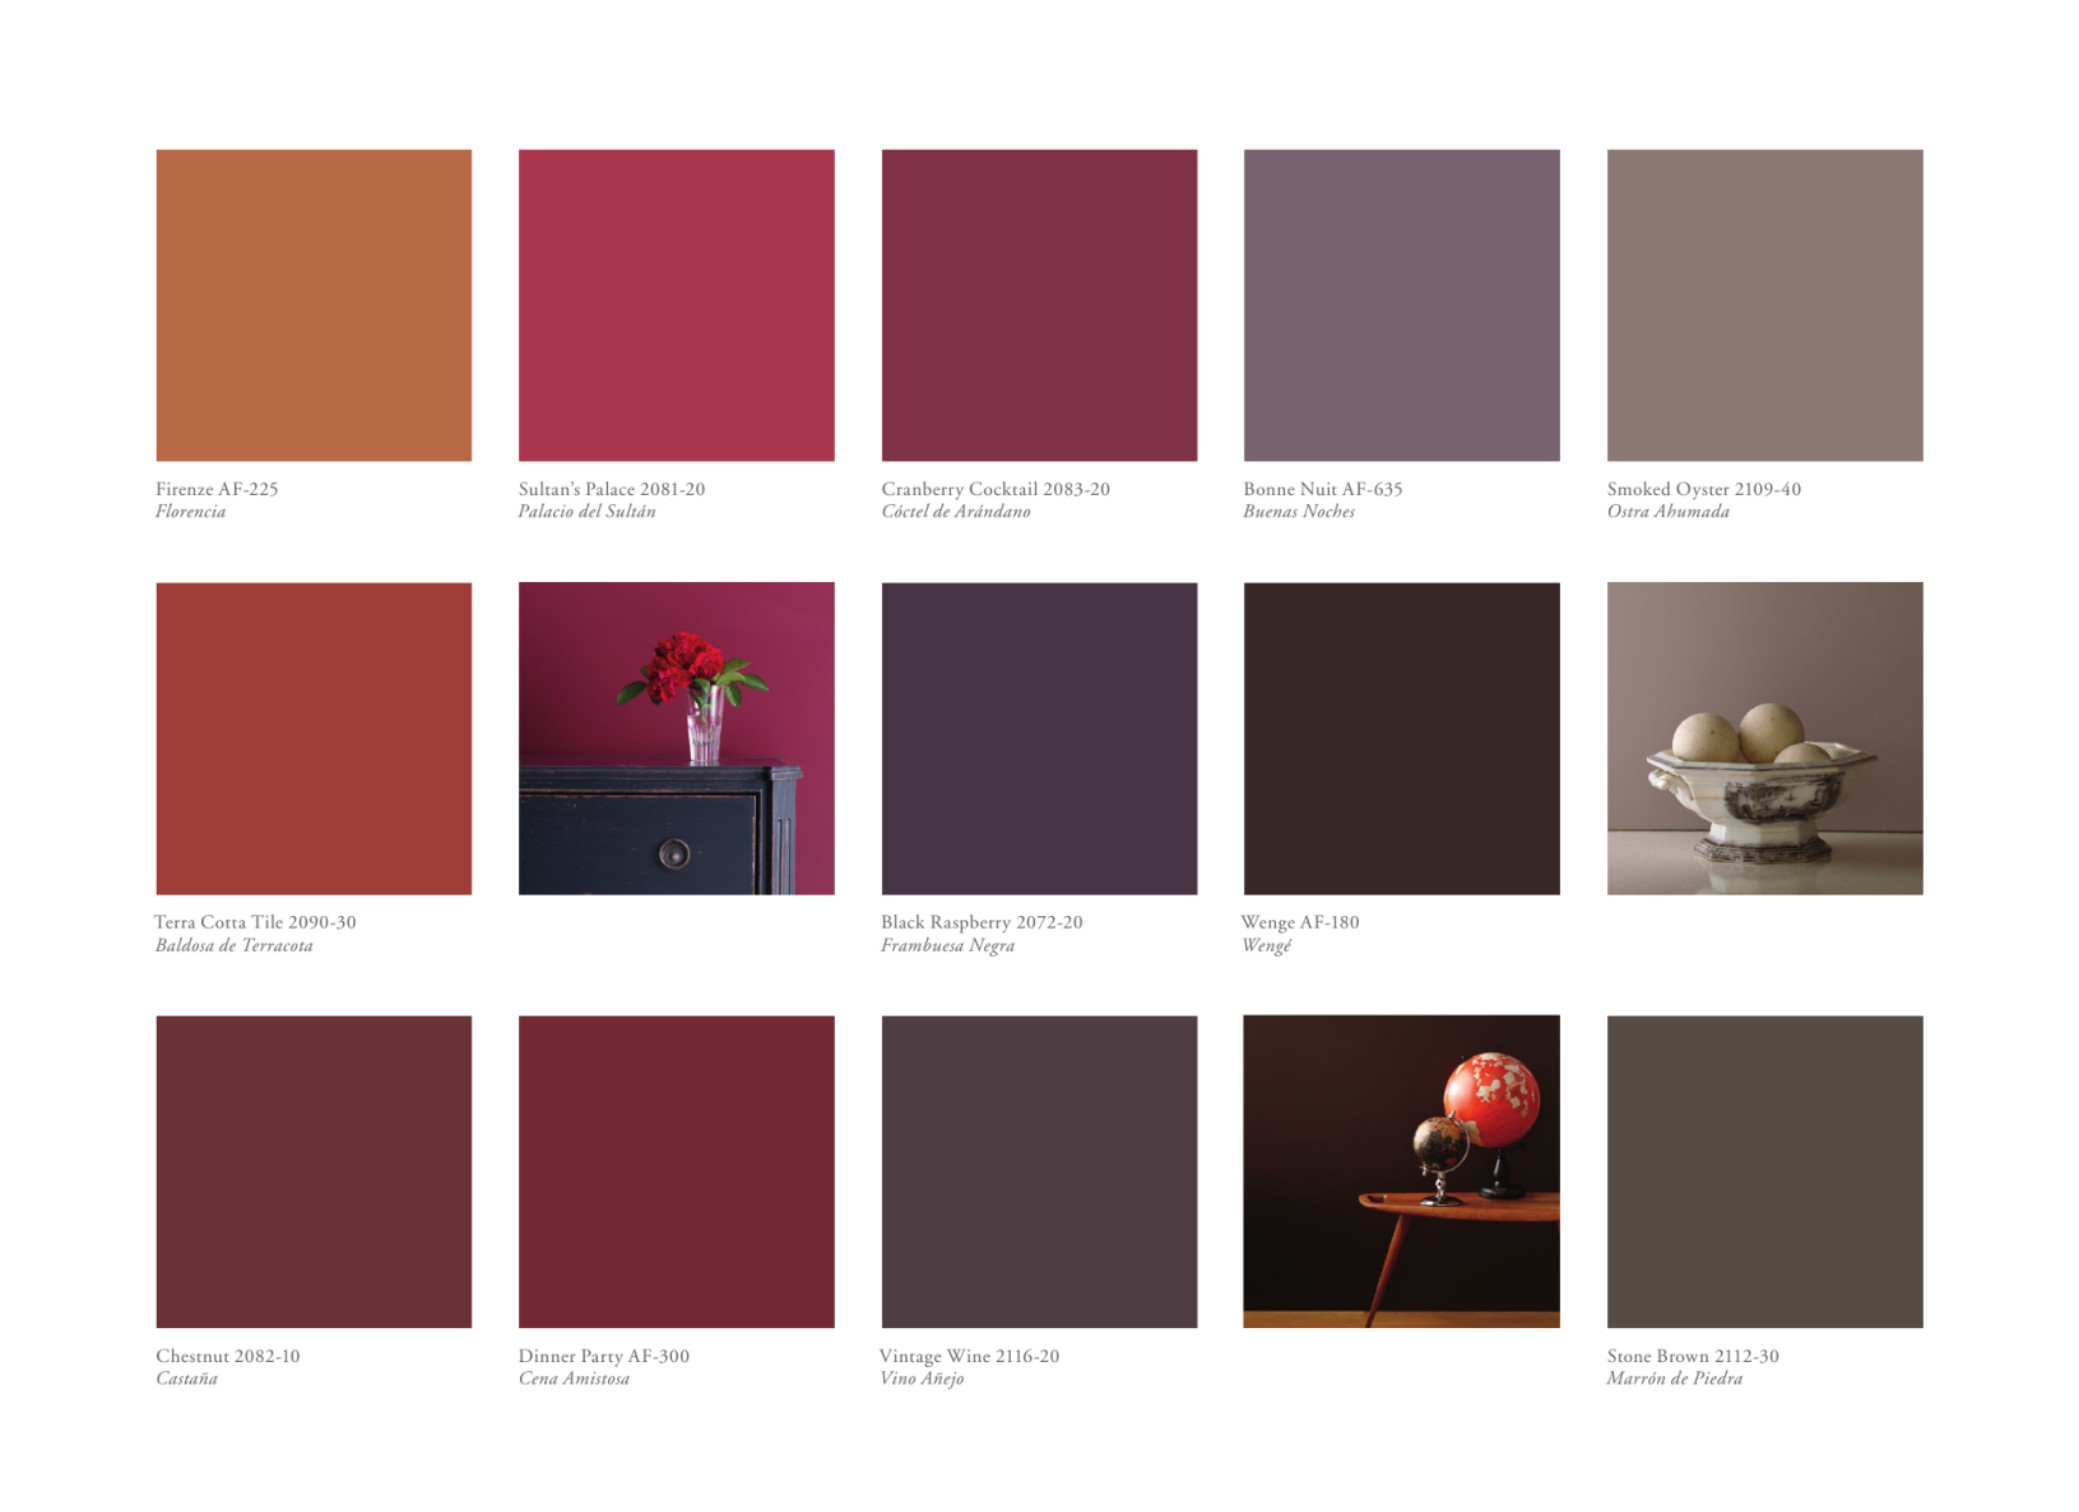 Firenze AF-225
Florencia
Sultan's Palace 2081-20
Palacio del Sultán
Cranberry Cocktail 2083-20
Cóctel de Arándano
Bonne Nuit AF-635
Buenas Noches
Smoked Oyster 2109-40
Ostra Ahumada
Terra Cotta Tile 2090-30
Baldosa de Terracota
Black Raspberry 2072-20
Frambuesa Negra
Wenge AF-180
Wengé
Chestnut 2082-10
Castaña
Dinner Party AF-300
Cena Amistosa
Vintage Wine 2116-20
Vino Añejo
Stone Brown 2112-30
Marrón de Piedra